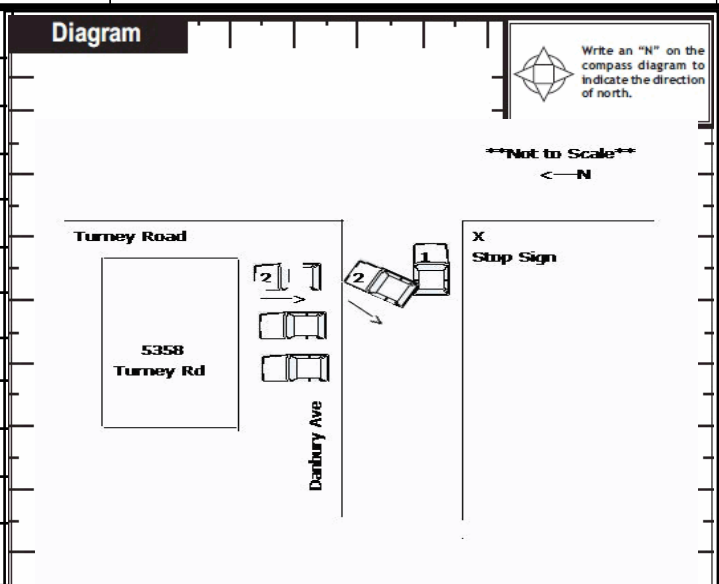 Diagram
Write an “N” on the
compass diagram to
indicate the direction
of north.
**Not to Scale**
<—N
Turney Road
X
Stop Sign
1
2
2
5358
Turney Rd
Danbury Ave